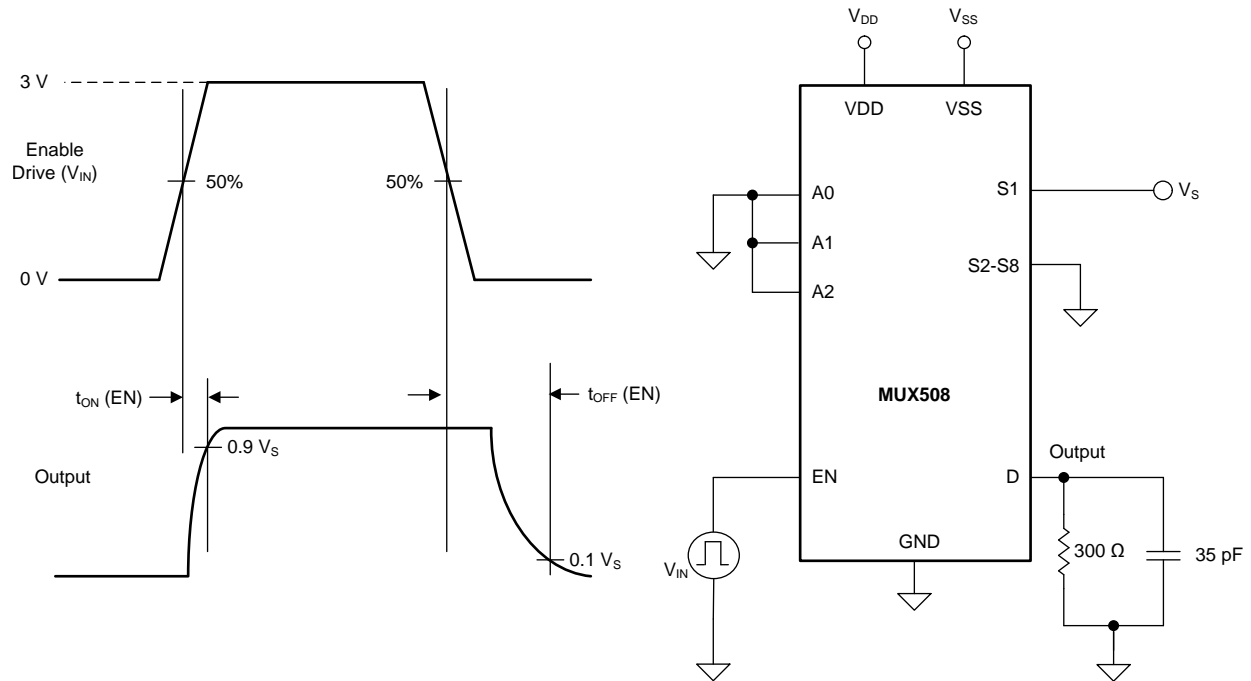 3 V
Enable
Drive (VIN)
50%
50%
0 V
tON (EN)
tOFF (EN)
0.9 VS
Output
0.1 VS
VDD
VSS
VDD
VSS
A0
A1
A2
S1
VS
S2-S8
MUX508
Output
EN
D
VIN
GND
300 Ω
35 pF